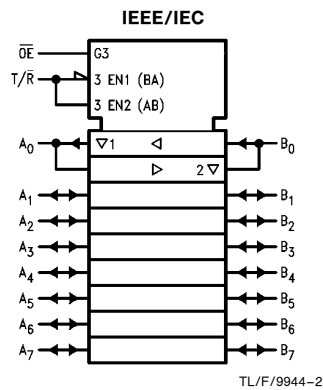 IEEE/IEC
O̅E̅ G3
T/R̅ 3 EN1 (BA)
3 EN2 (AB)
A₀ ▽1 ◁ B₀
▷ 2▽
A₁ B₁
A₂ B₂
A₃ B₃
A₄ B₄
A₅ B₅
A₆ B₆
A₇ B₇
TL/F/9944–2